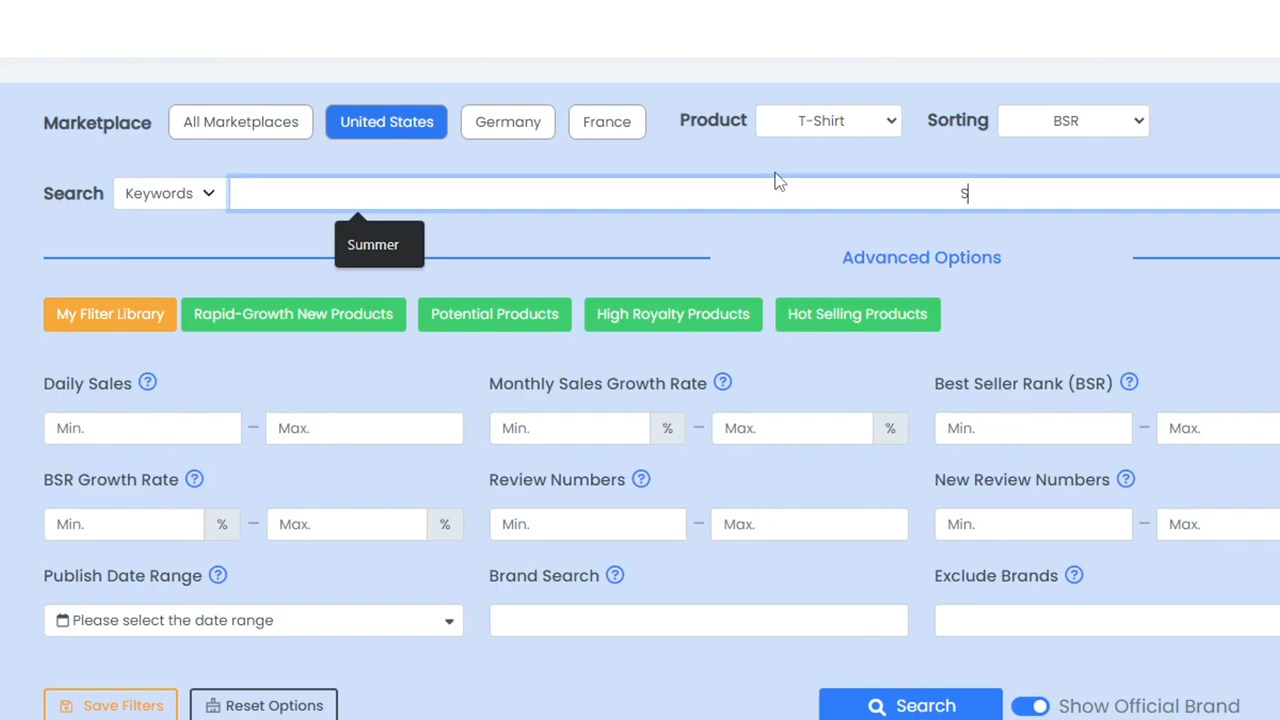 Marketplace All Marketplaces United States Germany France Product T-Shirt Sorting BSR
Search Keywords S
Summer
Advanced Options
My Fliter Library Rapid-Growth New Products Potential Products High Royalty Products Hot Selling Products
Daily Sales ? Monthly Sales Growth Rate ? Best Seller Rank (BSR) ?
Min. – Max. Min. % – Max. % Min. – Max.
BSR Growth Rate ? Review Numbers ? New Review Numbers ?
Min. % – Max. % Min. – Max. Min. – Max.
Publish Date Range ? Brand Search ? Exclude Brands ?
Please select the date range
Save Filters Reset Options Search Show Official Brand